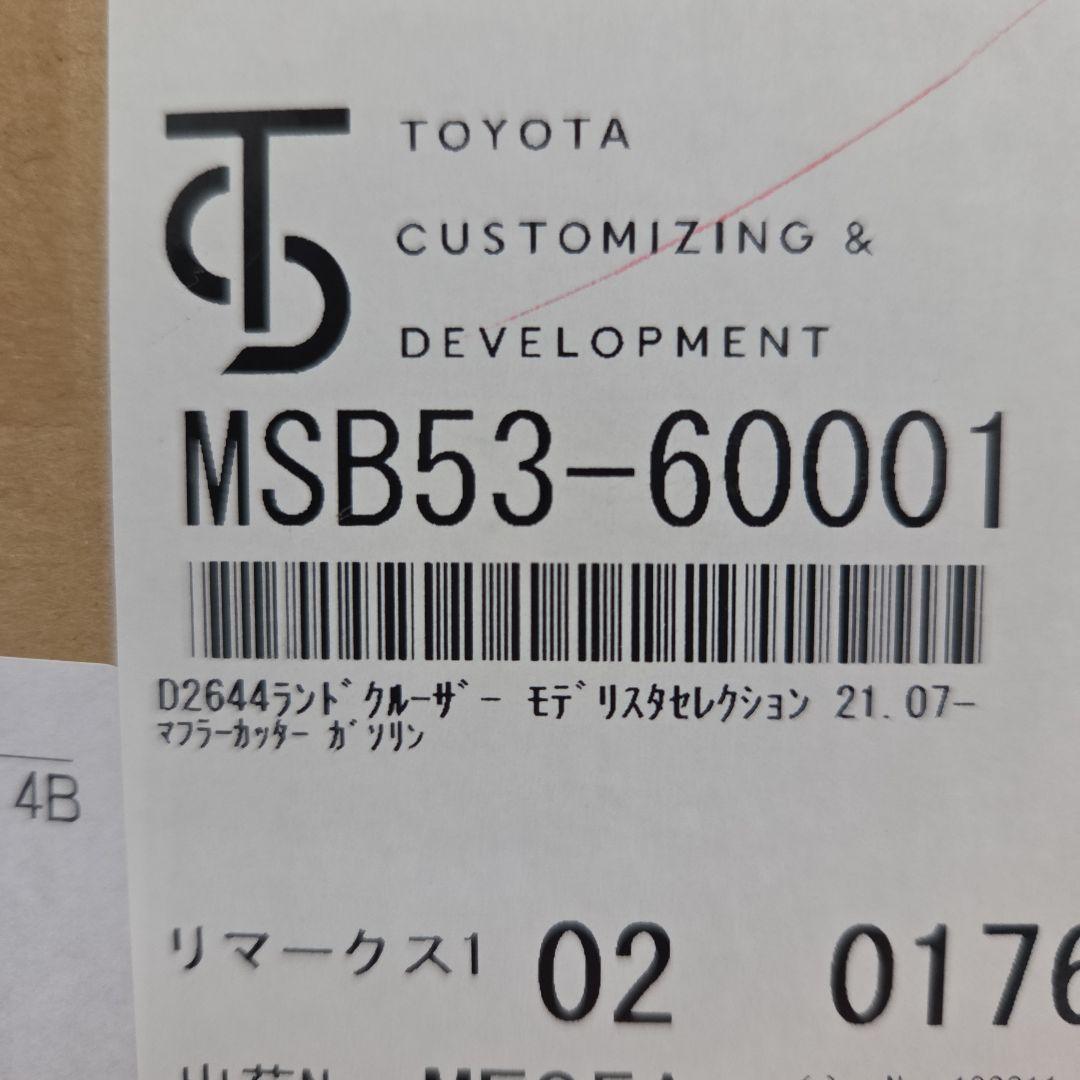 TOYOTA
CUSTOMIZING &
DEVELOPMENT
MSB53-60001
D2644ﾗﾝﾄﾞｸﾙｰｻﾞｰ ﾓﾃﾞﾘｽﾀｾﾚｸｼｮﾝ 21.07-
ﾏﾌﾗｰｶｯﾀｰ ｶﾞｿﾘﾝ
4B
リマークス1 02 0176